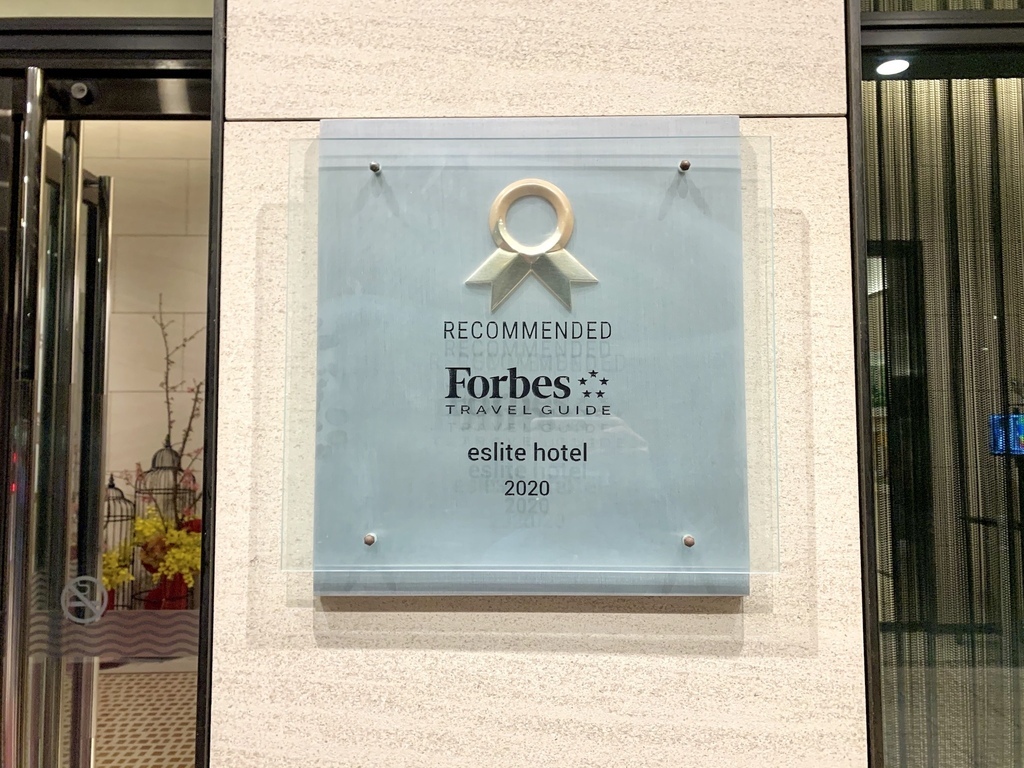 RECOMMENDED
Forbes
TRAVEL GUIDE
eslite hotel
2020